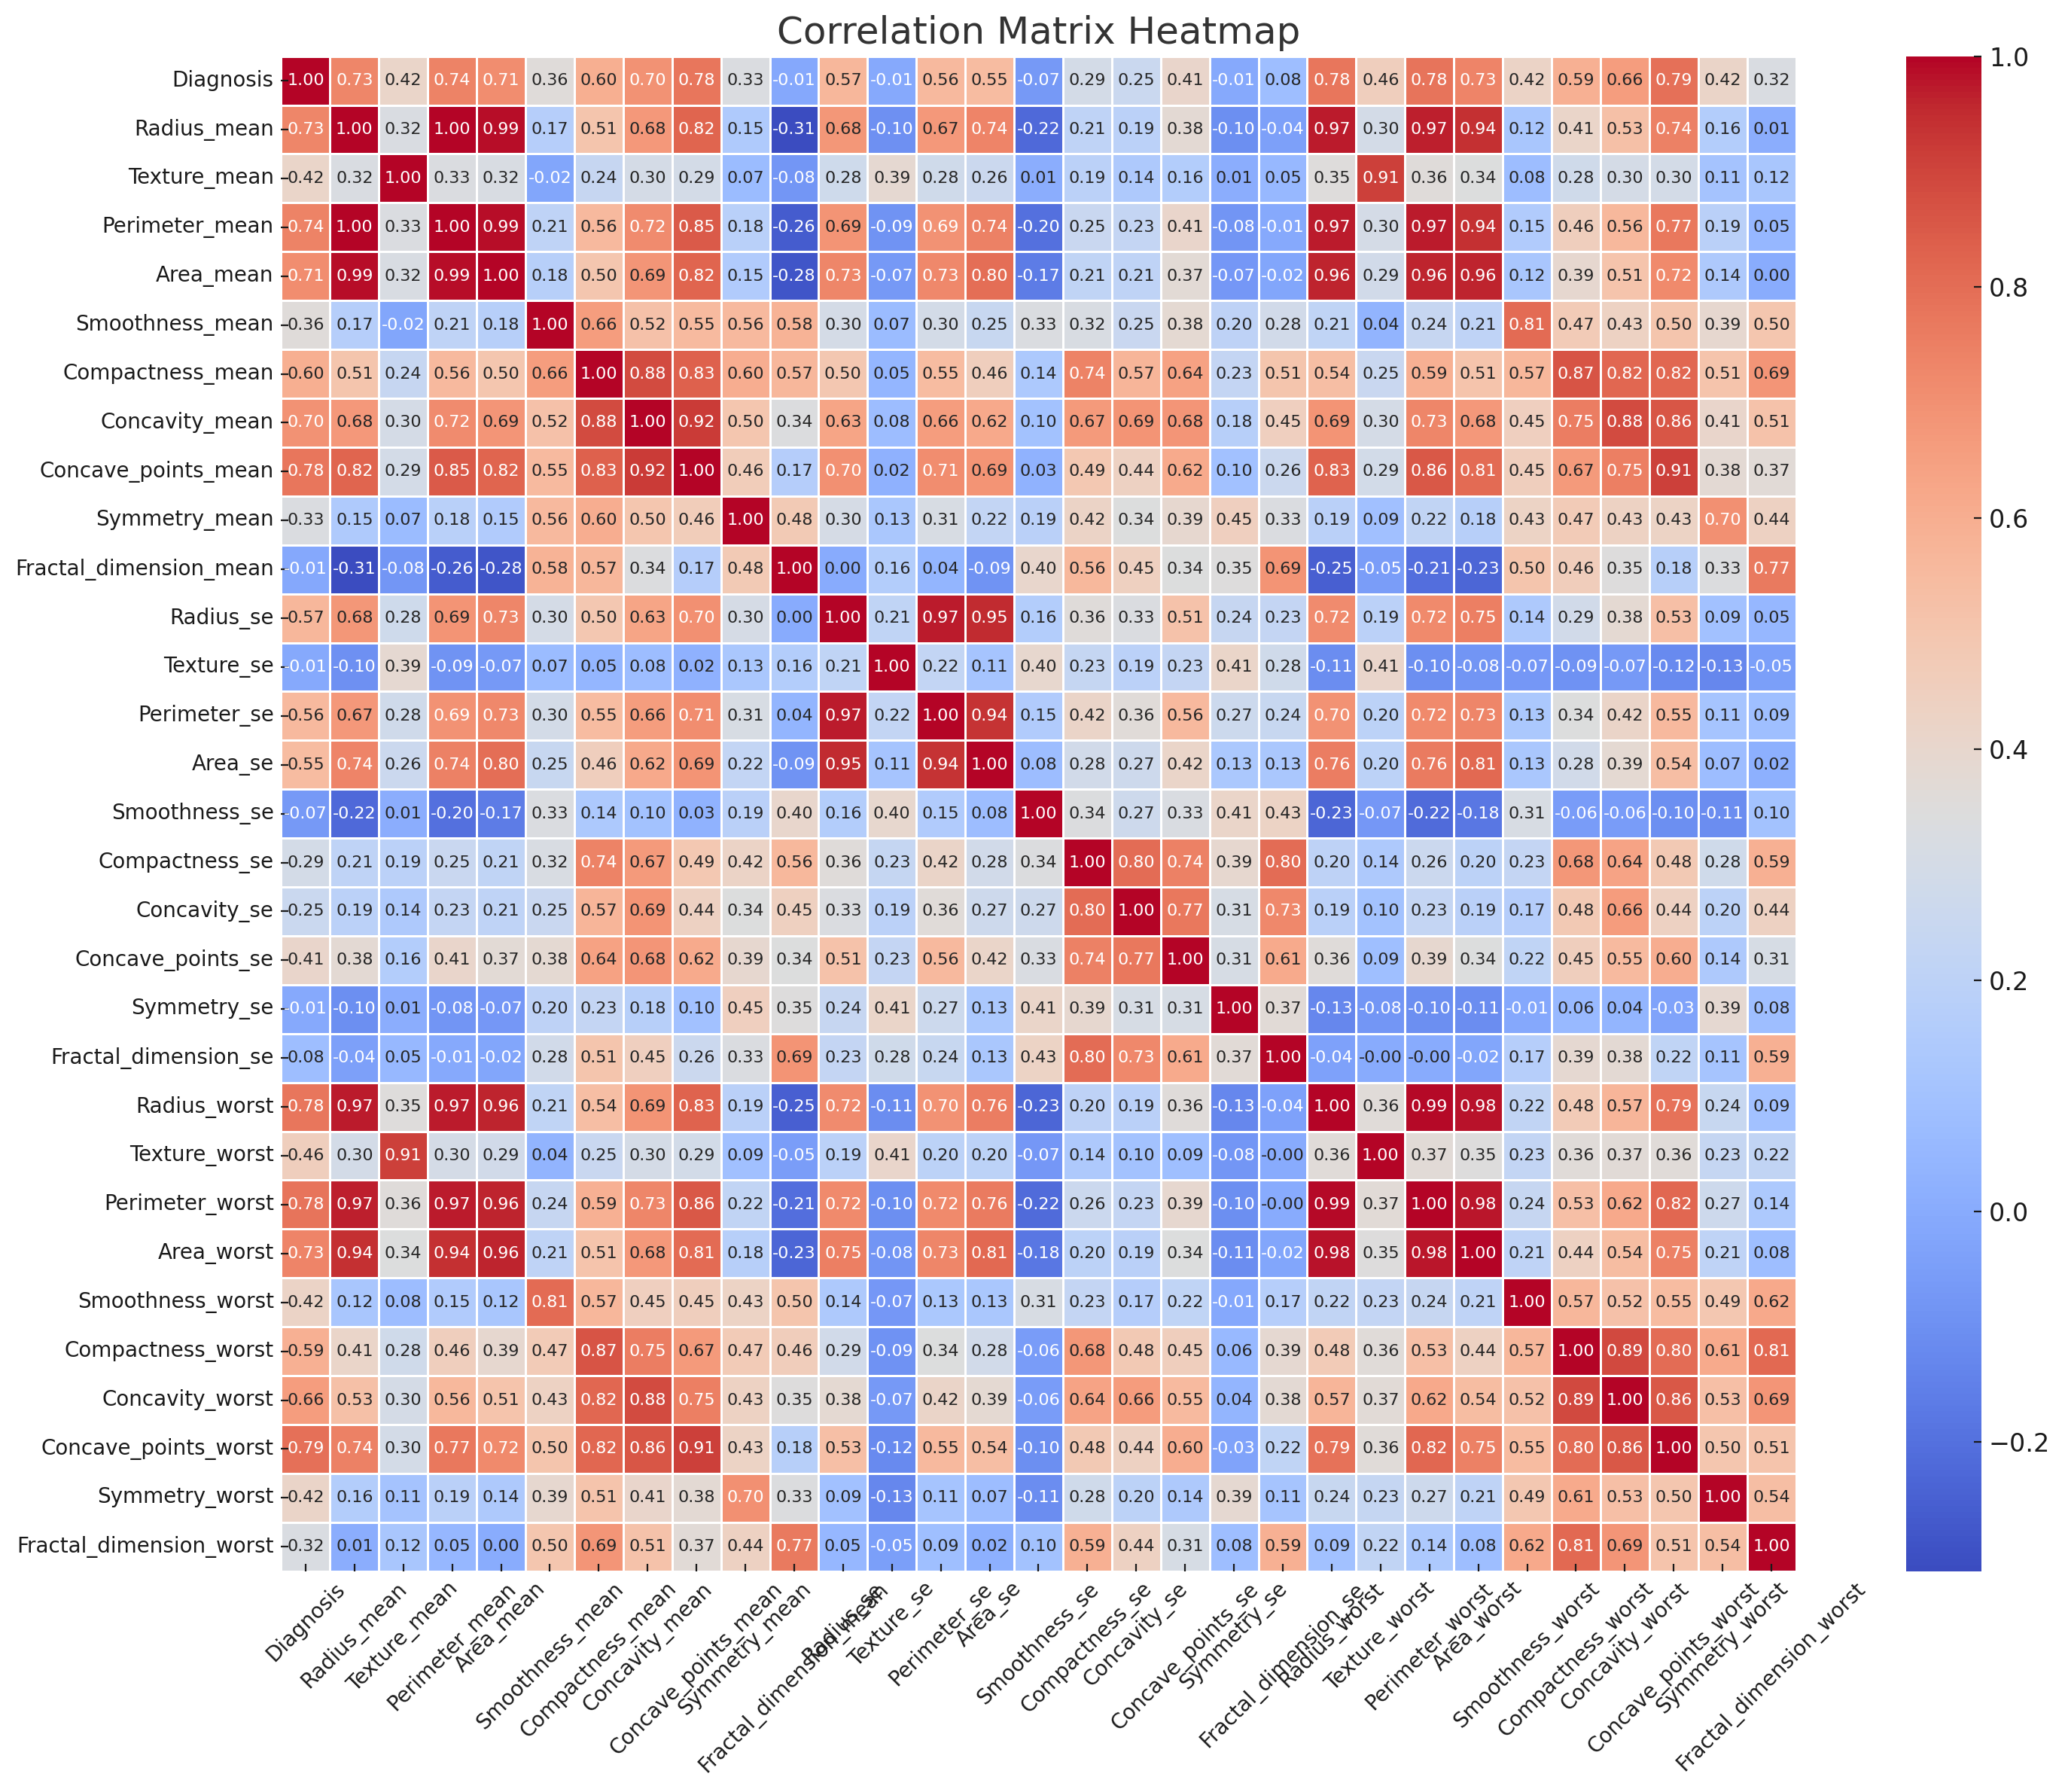 Correlation Matrix Heatmap
Diagnosis 1.00 0.73 0.42 0.74 0.71 0.36 0.60 0.70 0.78 0.33 -0.01 0.57 -0.01 0.56 0.55 -0.07 0.29 0.25 0.41 -0.01 0.08 0.78 0.46 0.78 0.73 0.42 0.59 0.66 0.79 0.42 0.32
Radius_mean 0.73 1.00 0.32 1.00 0.99 0.17 0.51 0.68 0.82 0.15 -0.31 0.68 -0.10 0.67 0.74 -0.22 0.21 0.19 0.38 -0.10 -0.04 0.97 0.30 0.97 0.94 0.12 0.41 0.53 0.74 0.16 0.01
Texture_mean 0.42 0.32 1.00 0.33 0.32 -0.02 0.24 0.30 0.29 0.07 -0.08 0.28 0.39 0.28 0.26 0.01 0.19 0.14 0.16 0.01 0.05 0.35 0.91 0.36 0.34 0.08 0.28 0.30 0.30 0.11 0.12
Perimeter_mean 0.74 1.00 0.33 1.00 0.99 0.21 0.56 0.72 0.85 0.18 -0.26 0.69 -0.09 0.69 0.74 -0.20 0.25 0.23 0.41 -0.08 -0.01 0.97 0.30 0.97 0.94 0.15 0.46 0.56 0.77 0.19 0.05
Area_mean 0.71 0.99 0.32 0.99 1.00 0.18 0.50 0.69 0.82 0.15 -0.28 0.73 -0.07 0.73 0.80 -0.17 0.21 0.21 0.37 -0.07 -0.02 0.96 0.29 0.96 0.96 0.12 0.39 0.51 0.72 0.14 0.00
Smoothness_mean 0.36 0.17 -0.02 0.21 0.18 1.00 0.66 0.52 0.55 0.56 0.58 0.30 0.07 0.30 0.25 0.33 0.32 0.25 0.38 0.20 0.28 0.21 0.04 0.24 0.21 0.81 0.47 0.43 0.50 0.39 0.50
Compactness_mean 0.60 0.51 0.24 0.56 0.50 0.66 1.00 0.88 0.83 0.60 0.57 0.50 0.05 0.55 0.46 0.14 0.74 0.57 0.64 0.23 0.51 0.54 0.25 0.59 0.51 0.57 0.87 0.82 0.82 0.51 0.69
Concavity_mean 0.70 0.68 0.30 0.72 0.69 0.52 0.88 1.00 0.92 0.50 0.34 0.63 0.08 0.66 0.62 0.10 0.67 0.69 0.68 0.18 0.45 0.69 0.30 0.73 0.68 0.45 0.75 0.88 0.86 0.41 0.51
Concave_points_mean 0.78 0.82 0.29 0.85 0.82 0.55 0.83 0.92 1.00 0.46 0.17 0.70 0.02 0.71 0.69 0.03 0.49 0.44 0.62 0.10 0.26 0.83 0.29 0.86 0.81 0.45 0.67 0.75 0.91 0.38 0.37
Symmetry_mean 0.33 0.15 0.07 0.18 0.15 0.56 0.60 0.50 0.46 1.00 0.48 0.30 0.13 0.31 0.22 0.19 0.42 0.34 0.39 0.45 0.33 0.19 0.09 0.22 0.18 0.43 0.47 0.43 0.43 0.70 0.44
Fractal_dimension_mean -0.01 -0.31 -0.08 -0.26 -0.28 0.58 0.57 0.34 0.17 0.48 1.00 0.00 0.16 0.04 -0.09 0.40 0.56 0.45 0.34 0.35 0.69 -0.25 -0.05 -0.21 -0.23 0.50 0.46 0.35 0.18 0.33 0.77
Radius_se 0.57 0.68 0.28 0.69 0.73 0.30 0.50 0.63 0.70 0.30 0.00 1.00 0.21 0.97 0.95 0.16 0.36 0.33 0.51 0.24 0.23 0.72 0.19 0.72 0.75 0.14 0.29 0.38 0.53 0.09 0.05
Texture_se -0.01 -0.10 0.39 -0.09 -0.07 0.07 0.05 0.08 0.02 0.13 0.16 0.21 1.00 0.22 0.11 0.40 0.23 0.19 0.23 0.41 0.28 -0.11 0.41 -0.10 -0.08 -0.07 -0.09 -0.07 -0.12 -0.13 -0.05
Perimeter_se 0.56 0.67 0.28 0.69 0.73 0.30 0.55 0.66 0.71 0.31 0.04 0.97 0.22 1.00 0.94 0.15 0.42 0.36 0.56 0.27 0.24 0.70 0.20 0.72 0.73 0.13 0.34 0.42 0.55 0.11 0.09
Area_se 0.55 0.74 0.26 0.74 0.80 0.25 0.46 0.62 0.69 0.22 -0.09 0.95 0.11 0.94 1.00 0.08 0.28 0.27 0.42 0.13 0.13 0.76 0.20 0.76 0.81 0.13 0.28 0.39 0.54 0.07 0.02
Smoothness_se -0.07 -0.22 0.01 -0.20 -0.17 0.33 0.14 0.10 0.03 0.19 0.40 0.16 0.40 0.15 0.08 1.00 0.34 0.27 0.33 0.41 0.43 -0.23 -0.07 -0.22 -0.18 0.31 -0.06 -0.06 -0.10 -0.11 0.10
Compactness_se 0.29 0.21 0.19 0.25 0.21 0.32 0.74 0.67 0.49 0.42 0.56 0.36 0.23 0.42 0.28 0.34 1.00 0.80 0.74 0.39 0.80 0.20 0.14 0.26 0.20 0.23 0.68 0.64 0.48 0.28 0.59
Concavity_se 0.25 0.19 0.14 0.23 0.21 0.25 0.57 0.69 0.44 0.34 0.45 0.33 0.19 0.36 0.27 0.27 0.80 1.00 0.77 0.31 0.73 0.19 0.10 0.23 0.19 0.17 0.48 0.66 0.44 0.20 0.44
Concave_points_se 0.41 0.38 0.16 0.41 0.37 0.38 0.64 0.68 0.62 0.39 0.34 0.51 0.23 0.56 0.42 0.33 0.74 0.77 1.00 0.31 0.61 0.36 0.09 0.39 0.34 0.22 0.45 0.55 0.60 0.14 0.31
Symmetry_se -0.01 -0.10 0.01 -0.08 -0.07 0.20 0.23 0.18 0.10 0.45 0.35 0.24 0.41 0.27 0.13 0.41 0.39 0.31 0.31 1.00 0.37 -0.13 -0.08 -0.10 -0.11 -0.01 0.06 0.04 -0.03 0.39 0.08
Fractal_dimension_se 0.08 -0.04 0.05 -0.01 -0.02 0.28 0.51 0.45 0.26 0.33 0.69 0.23 0.28 0.24 0.13 0.43 0.80 0.73 0.61 0.37 1.00 -0.04 -0.00 -0.00 -0.02 0.17 0.39 0.38 0.22 0.11 0.59
Radius_worst 0.78 0.97 0.35 0.97 0.96 0.21 0.54 0.69 0.83 0.19 -0.25 0.72 -0.11 0.70 0.76 -0.23 0.20 0.19 0.36 -0.13 -0.04 1.00 0.36 0.99 0.98 0.22 0.48 0.57 0.79 0.24 0.09
Texture_worst 0.46 0.30 0.91 0.30 0.29 0.04 0.25 0.30 0.29 0.09 -0.05 0.19 0.41 0.20 0.20 -0.07 0.14 0.10 0.09 -0.08 -0.00 0.36 1.00 0.37 0.35 0.23 0.36 0.37 0.36 0.23 0.22
Perimeter_worst 0.78 0.97 0.36 0.97 0.96 0.24 0.59 0.73 0.86 0.22 -0.21 0.72 -0.10 0.72 0.76 -0.22 0.26 0.23 0.39 -0.10 -0.00 0.99 0.37 1.00 0.98 0.24 0.53 0.62 0.82 0.27 0.14
Area_worst 0.73 0.94 0.34 0.94 0.96 0.21 0.51 0.68 0.81 0.18 -0.23 0.75 -0.08 0.73 0.81 -0.18 0.20 0.19 0.34 -0.11 -0.02 0.98 0.35 0.98 1.00 0.21 0.44 0.54 0.75 0.21 0.08
Smoothness_worst 0.42 0.12 0.08 0.15 0.12 0.81 0.57 0.45 0.45 0.43 0.50 0.14 -0.07 0.13 0.13 0.31 0.23 0.17 0.22 -0.01 0.17 0.22 0.23 0.24 0.21 1.00 0.57 0.52 0.55 0.49 0.62
Compactness_worst 0.59 0.41 0.28 0.46 0.39 0.47 0.87 0.75 0.67 0.47 0.46 0.29 -0.09 0.34 0.28 -0.06 0.68 0.48 0.45 0.06 0.39 0.48 0.36 0.53 0.44 0.57 1.00 0.89 0.80 0.61 0.81
Concavity_worst 0.66 0.53 0.30 0.56 0.51 0.43 0.82 0.88 0.75 0.43 0.35 0.38 -0.07 0.42 0.39 -0.06 0.64 0.66 0.55 0.04 0.38 0.57 0.37 0.62 0.54 0.52 0.89 1.00 0.86 0.53 0.69
Concave_points_worst 0.79 0.74 0.30 0.77 0.72 0.50 0.82 0.86 0.91 0.43 0.18 0.53 -0.12 0.55 0.54 -0.10 0.48 0.44 0.60 -0.03 0.22 0.79 0.36 0.82 0.75 0.55 0.80 0.86 1.00 0.50 0.51
Symmetry_worst 0.42 0.16 0.11 0.19 0.14 0.39 0.51 0.41 0.38 0.70 0.33 0.09 -0.13 0.11 0.07 -0.11 0.28 0.20 0.14 0.39 0.11 0.24 0.23 0.27 0.21 0.49 0.61 0.53 0.50 1.00 0.54
Fractal_dimension_worst 0.32 0.01 0.12 0.05 0.00 0.50 0.69 0.51 0.37 0.44 0.77 0.05 -0.05 0.09 0.02 0.10 0.59 0.44 0.31 0.08 0.59 0.09 0.22 0.14 0.08 0.62 0.81 0.69 0.51 0.54 1.00
Diagnosis
Radius_mean
Texture_mean
Perimeter_mean
Area_mean
Smoothness_mean
Compactness_mean
Concavity_mean
Concave_points_mean
Symmetry_mean
Fractal_dimension_mean
Radius_se
Texture_se
Perimeter_se
Area_se
Smoothness_se
Compactness_se
Concavity_se
Concave_points_se
Symmetry_se
Fractal_dimension_se
Radius_worst
Texture_worst
Perimeter_worst
Area_worst
Smoothness_worst
Compactness_worst
Concavity_worst
Concave_points_worst
Symmetry_worst
Fractal_dimension_worst
1.0
0.8
0.6
0.4
0.2
0.0
−0.2